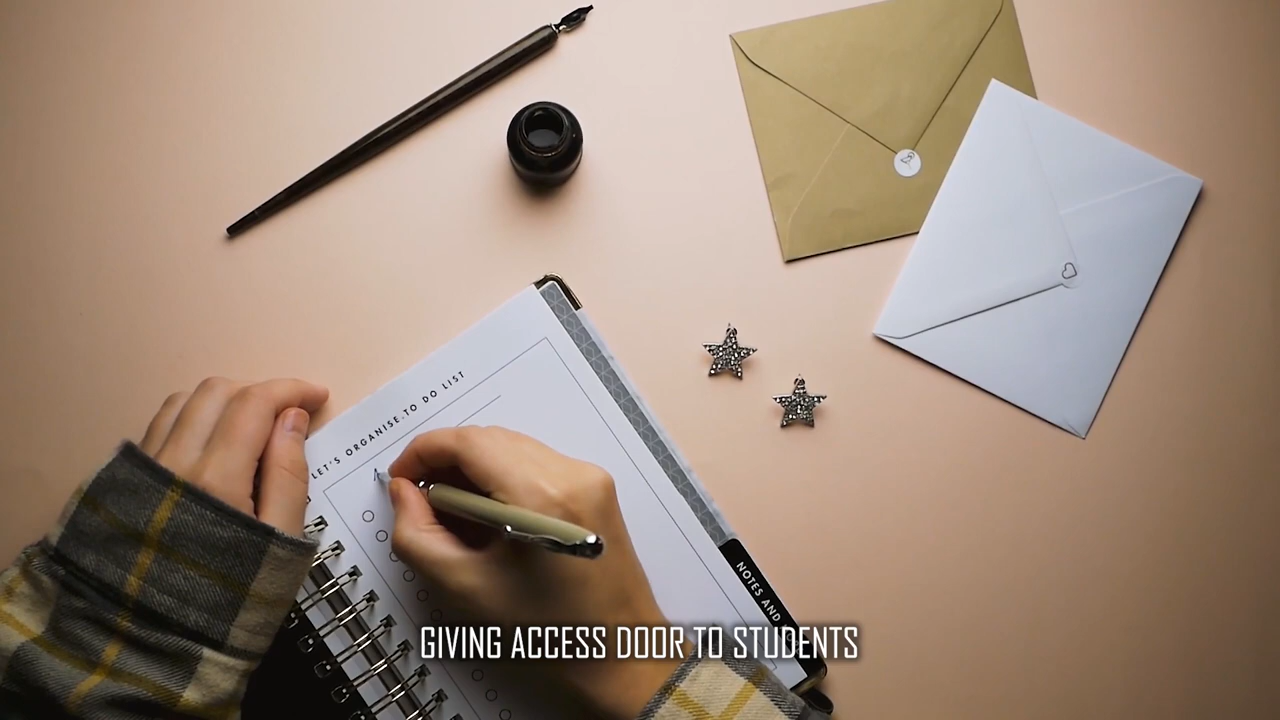 LET'S ORGANISE.TO DO LIST
NOTES AND
GIVING ACCESS DOOR TO STUDENTS